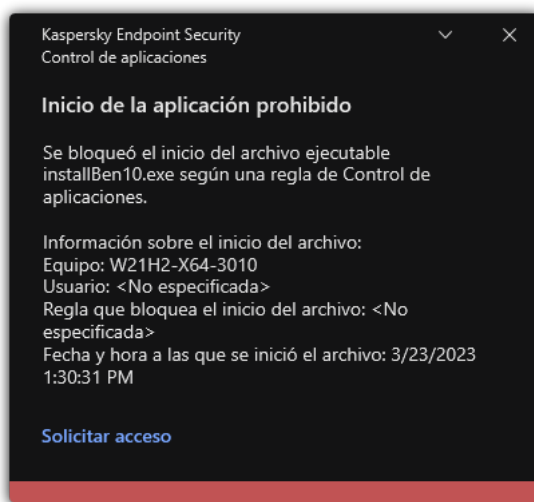 Kaspersky Endpoint Security
Control de aplicaciones
Inicio de la aplicación prohibido
Se bloqueó el inicio del archivo ejecutable
installBen10.exe según una regla de Control de
aplicaciones.
Información sobre el inicio del archivo:
Equipo: W21H2-X64-3010
Usuario: <No especificada>
Regla que bloquea el inicio del archivo: <No
especificada>
Fecha y hora a las que se inició el archivo: 3/23/2023
1:30:31 PM
Solicitar acceso